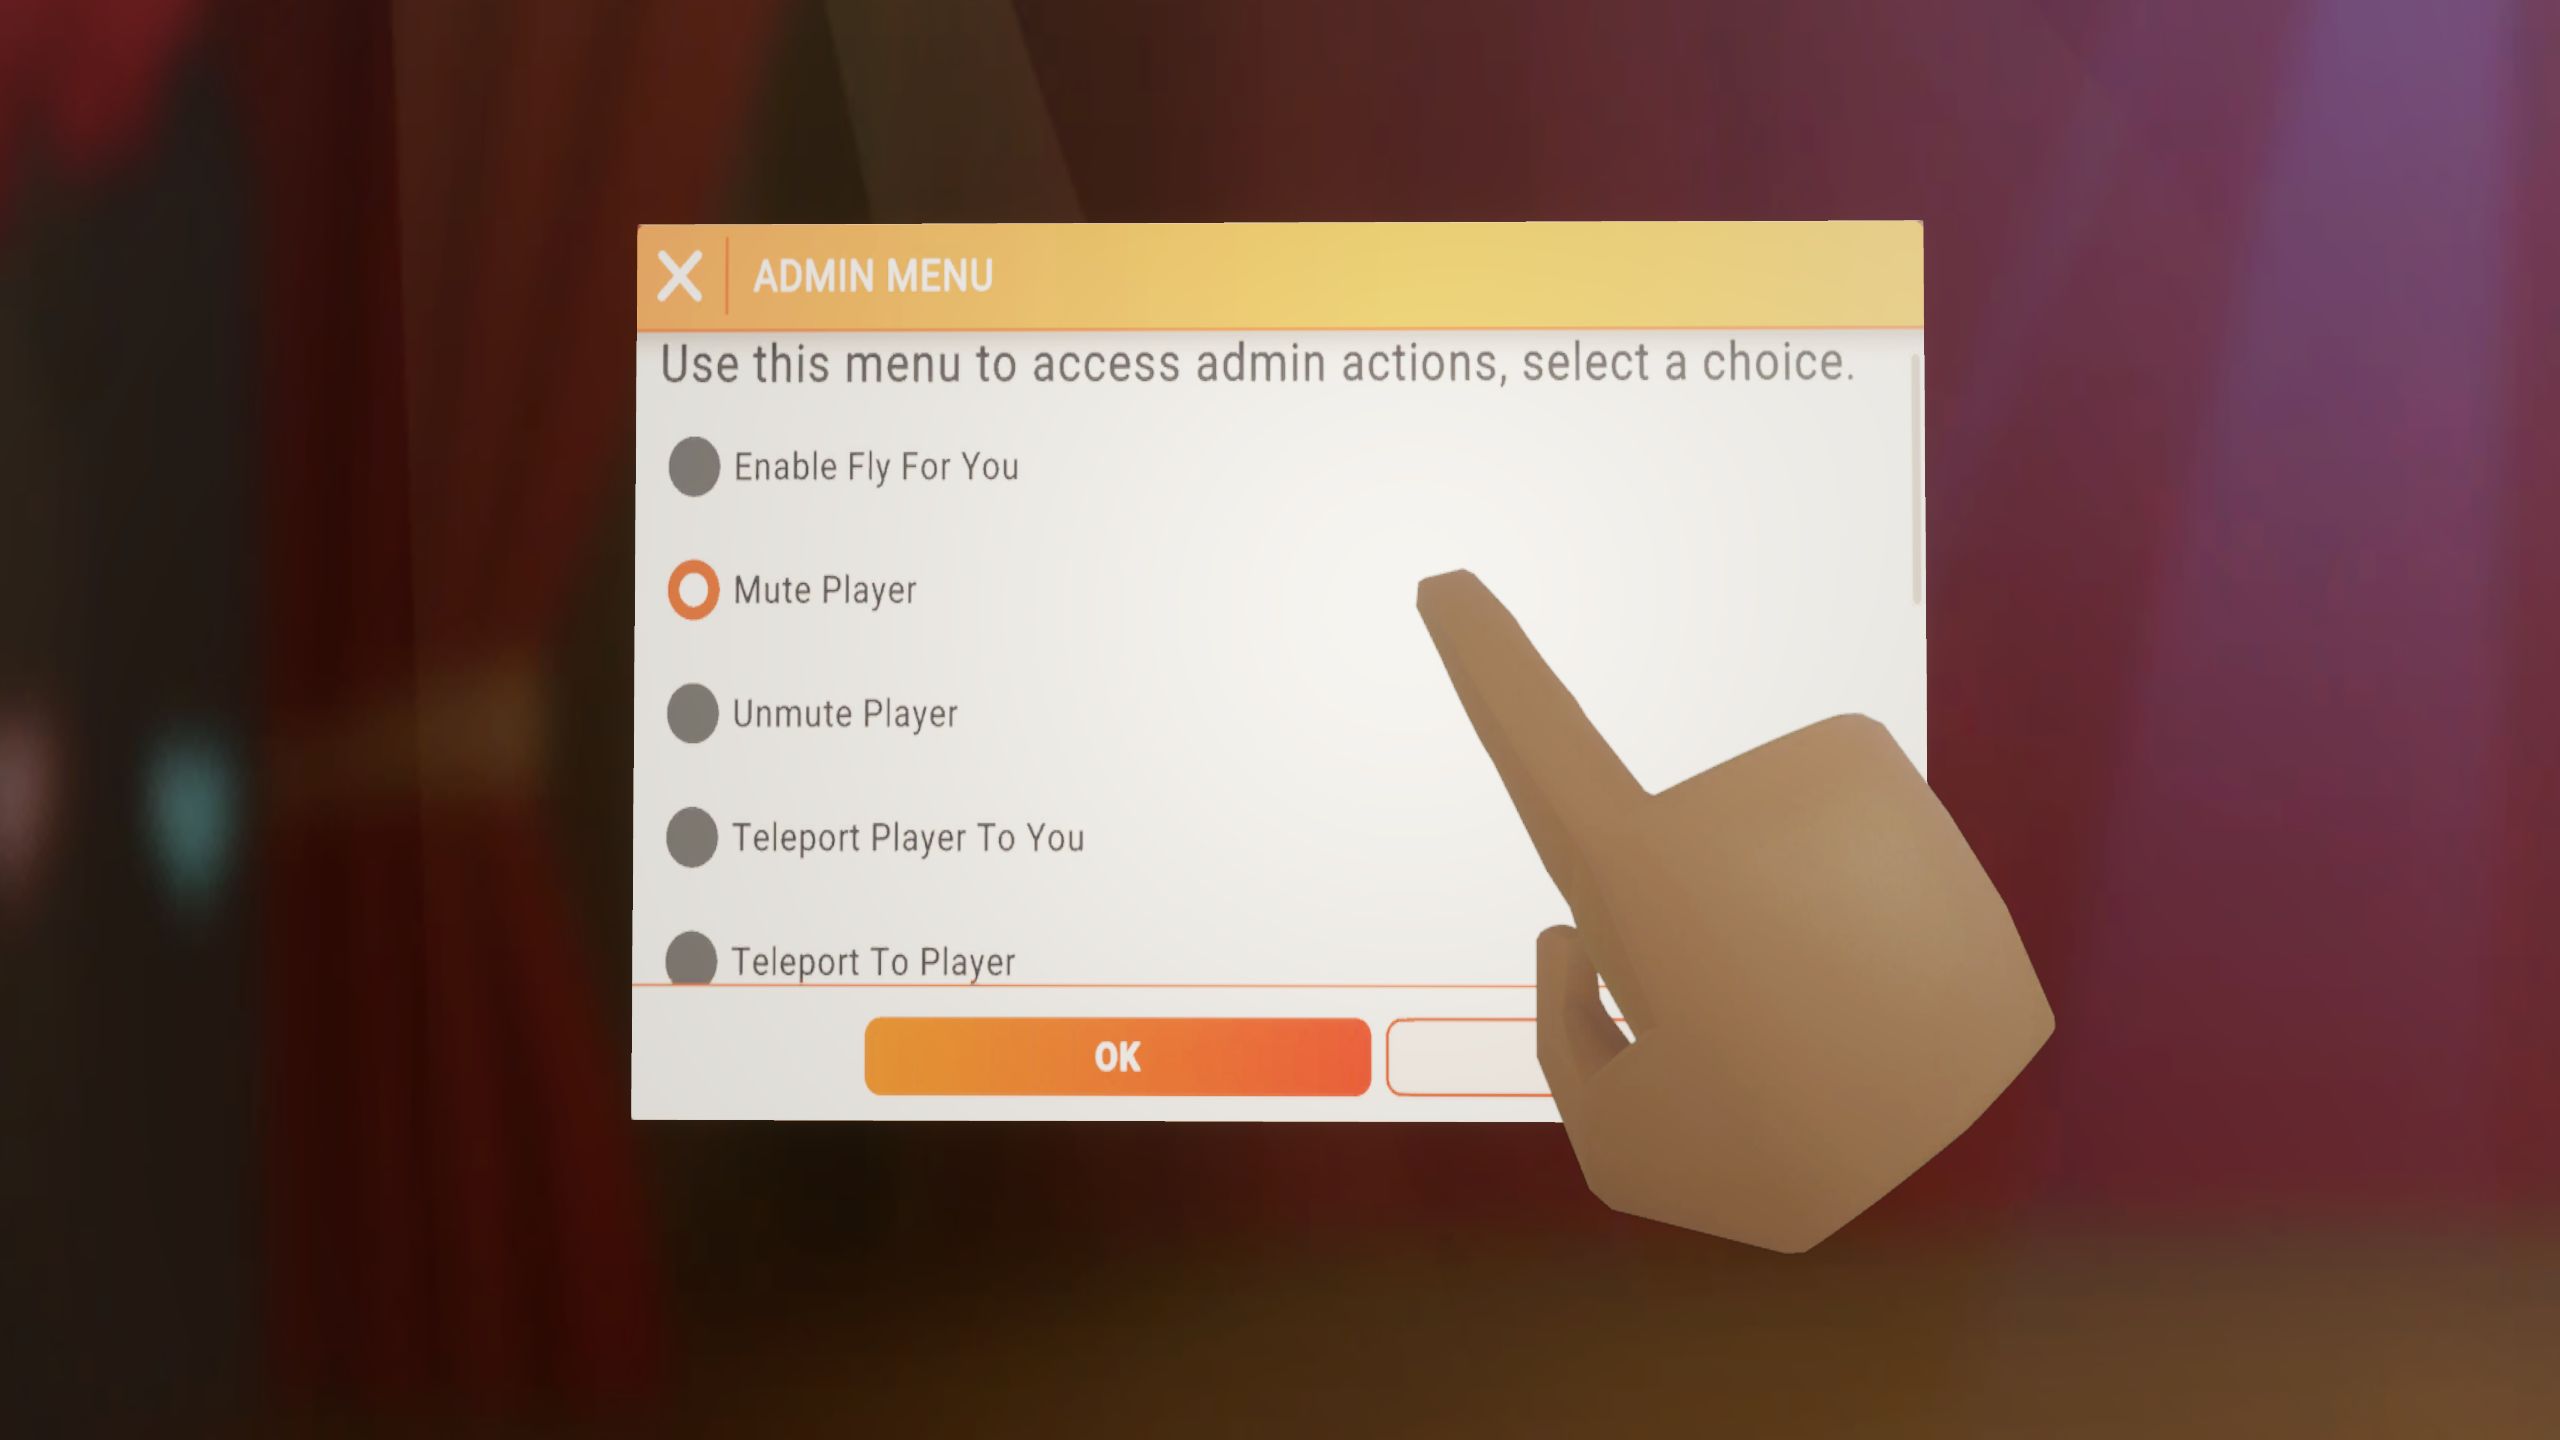 ADMIN MENU
Use this menu to access admin actions, select a choice.
Enable Fly For You
Mute Player
Unmute Player
Teleport Player To You
Teleport To Player
OK